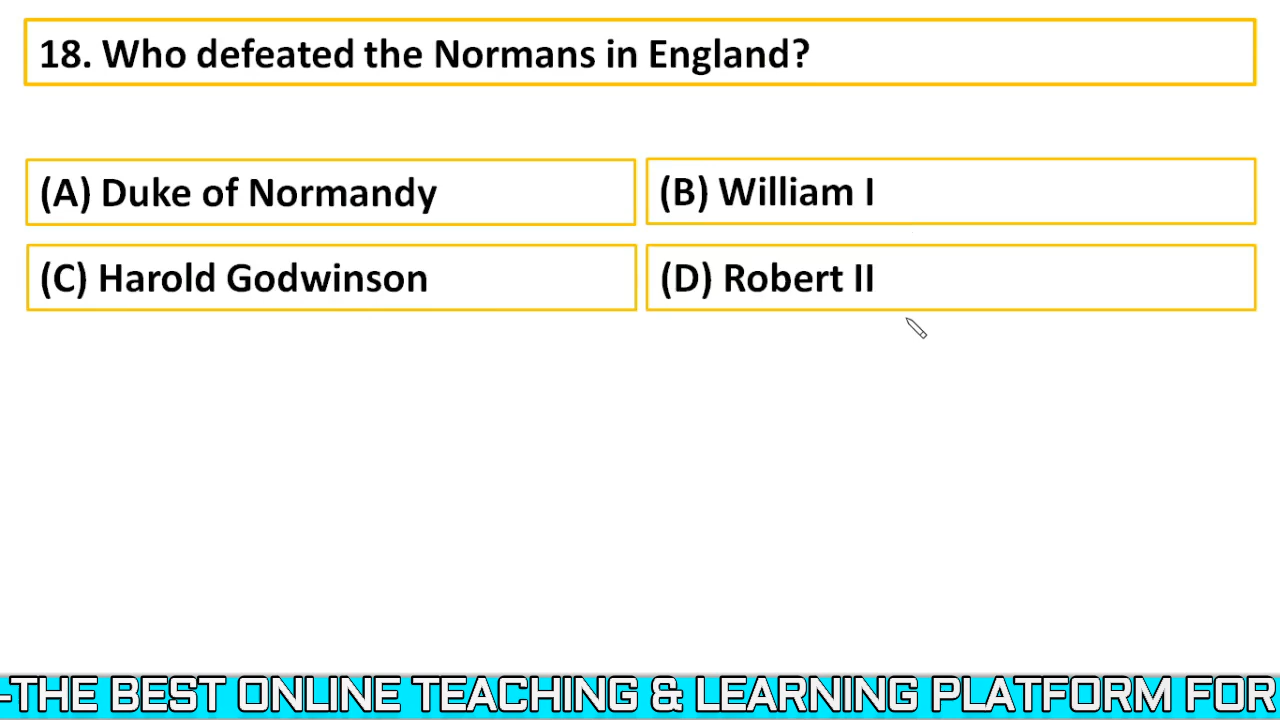 18. Who defeated the Normans in England?
(A) Duke of Normandy
(B) William I
(C) Harold Godwinson
(D) Robert II
-THE BEST ONLINE TEACHING & LEARNING PLATFORM FOR